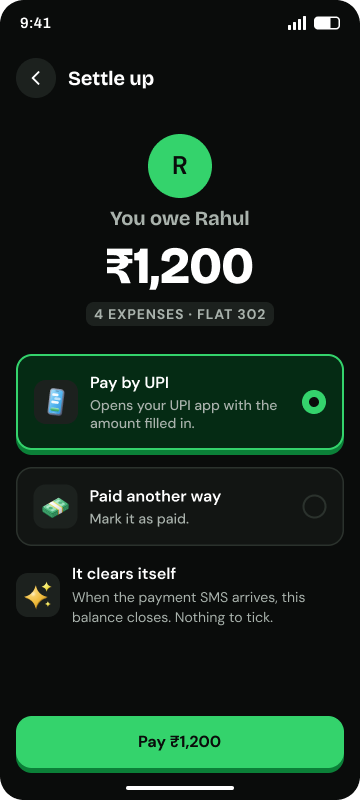 9:41
Settle up
R
You owe Rahul
₹1,200
4 EXPENSES · FLAT 302
Pay by UPI
Opens your UPI app with the
amount filled in.
Paid another way
Mark it as paid.
It clears itself
When the payment SMS arrives, this
balance closes. Nothing to tick.
Pay ₹1,200